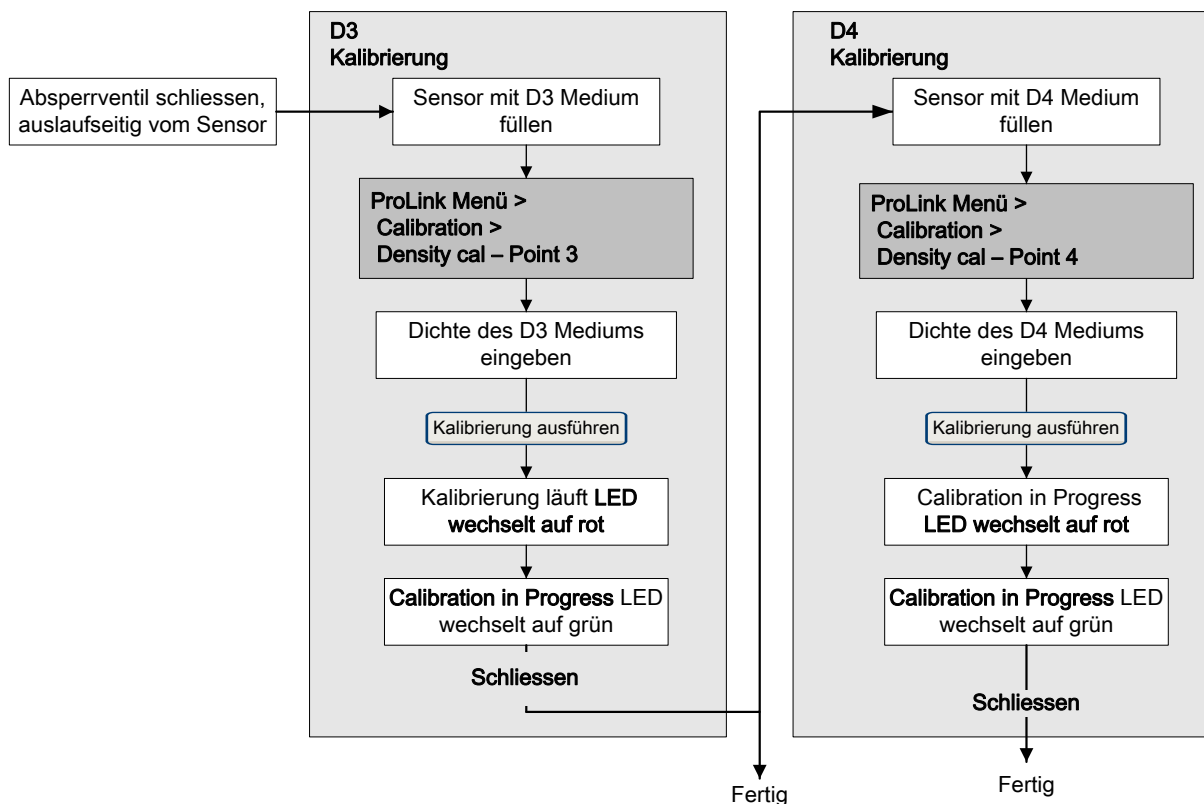 Absperrventil schliessen,
auslaufseitig vom Sensor
D3
Kalibrierung
Sensor mit D3 Medium
füllen
ProLink Menü >
Calibration >
Density cal – Point 3
Dichte des D3 Mediums
eingeben
Kalibrierung ausführen
Kalibrierung läuft LED
wechselt auf rot
Calibration in Progress LED
wechselt auf grün
Schliessen
Fertig
D4
Kalibrierung
Sensor mit D4 Medium
füllen
ProLink Menü >
Calibration >
Density cal – Point 4
Dichte des D4 Mediums
eingeben
Kalibrierung ausführen
Calibration in Progress
LED wechselt auf rot
Calibration in Progress LED
wechselt auf grün
Schliessen
Fertig